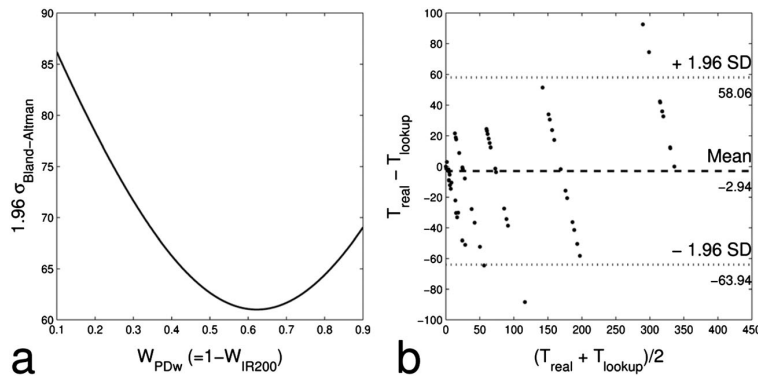 90
85
80
75
70
65
60
0.1 0.2 0.3 0.4 0.5 0.6 0.7 0.8 0.9
1.96 σBland−Altman
WPDw (=1−WIR200)
a
100
80
60
40
20
0
−20
−40
−60
−80
−100
0 50 100 150 200 250 300 350 400 450
Treal − Tlookup
(Treal + Tlookup)/2
+ 1.96 SD
58.06
Mean
−2.94
− 1.96 SD
−63.94
b